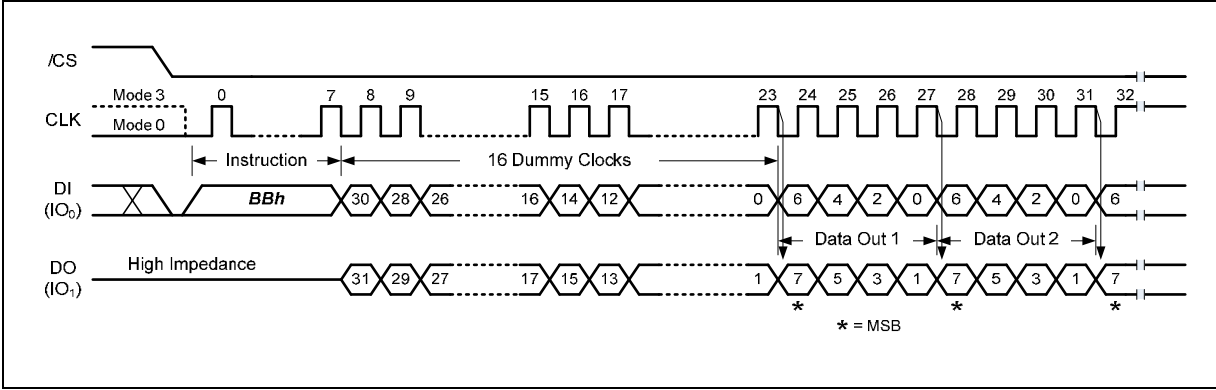 /CS
Mode 3 0 7 8 9 15 16 17 23 24 25 26 27 28 29 30 31 32
CLK
Mode 0
Instruction 16 Dummy Clocks
DI
(IO₀)
BBh 30 28 26 16 14 12 0 6 4 2 0 6 4 2 0 6
Data Out 1 Data Out 2
DO
(IO₁)
High Impedance
31 29 27 17 15 13 1 7 5 3 1 7 5 3 1 7
* * *
* = MSB